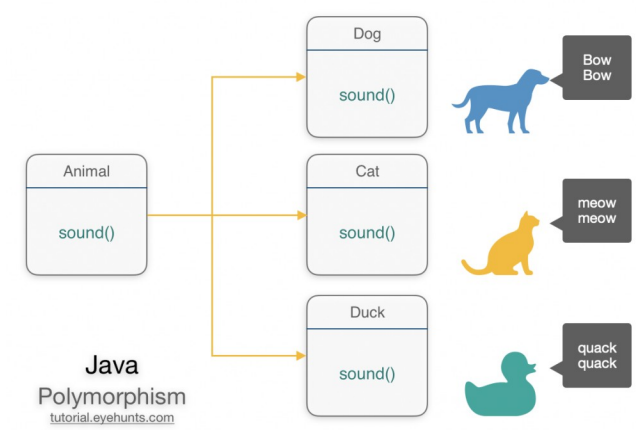 Dog
sound()
Bow
Bow
Animal
sound()
Cat
sound()
meow
meow
Duck
sound()
quack
quack
Java
Polymorphism
tutorial.eyehunts.com